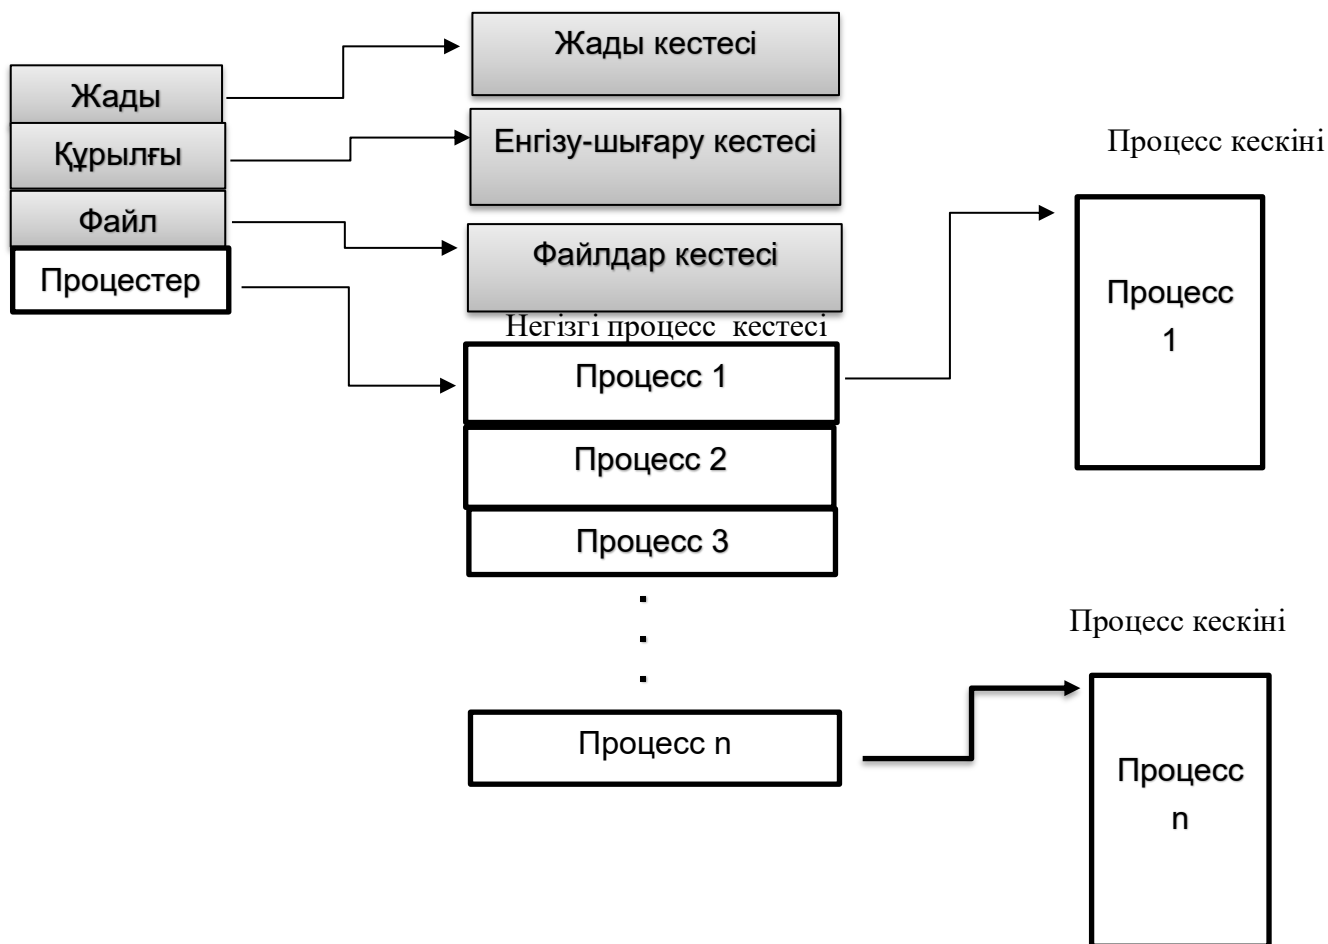 Жады
Құрылғы
Файл
Процестер
Жады кестесі
Енгізу-шығару кестесі
Файлдар кестесі
Негізгі процесс кестесі
Процесс 1
Процесс 2
Процесс 3
.
.
.
Процесс n
Процесс кескіні
Процесс
1
Процесс кескіні
Процесс
n